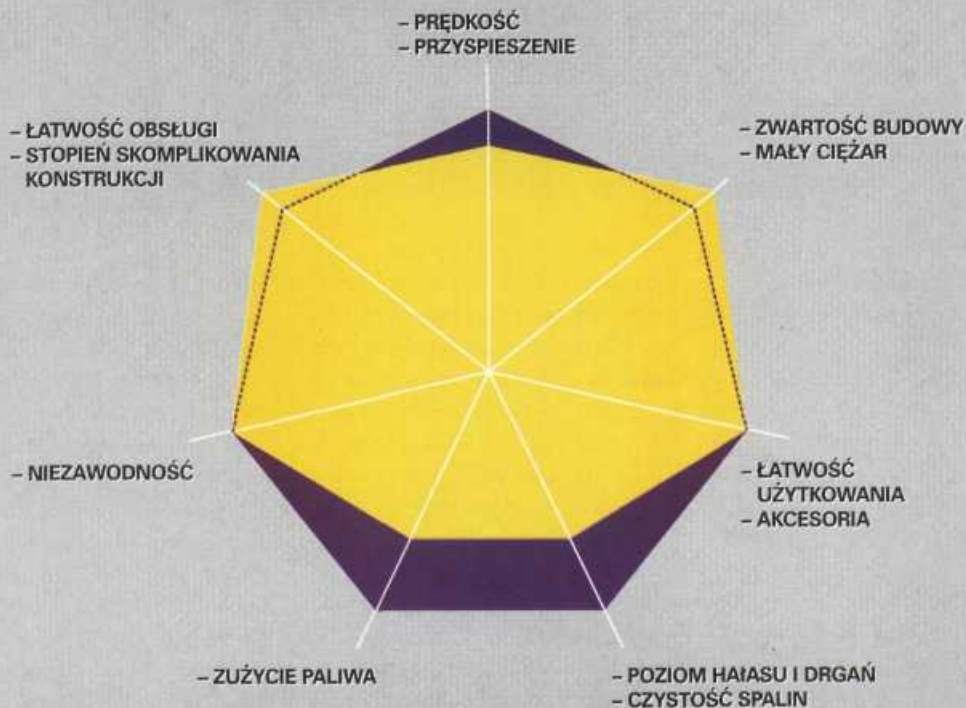 – PRĘDKOŚĆ
– PRZYSPIESZENIE
– ŁATWOŚĆ OBSŁUGI
– STOPIEŃ SKOMPLIKOWANIA
KONSTRUKCJI
– ZWARTOŚĆ BUDOWY
– MAŁY CIĘŻAR
– NIEZAWODNOŚĆ
– ŁATWOŚĆ
UŻYTKOWANIA
– AKCESORIA
– ZUŻYCIE PALIWA
– POZIOM HAŁASU I DRGAŃ
– CZYSTOŚĆ SPALIN